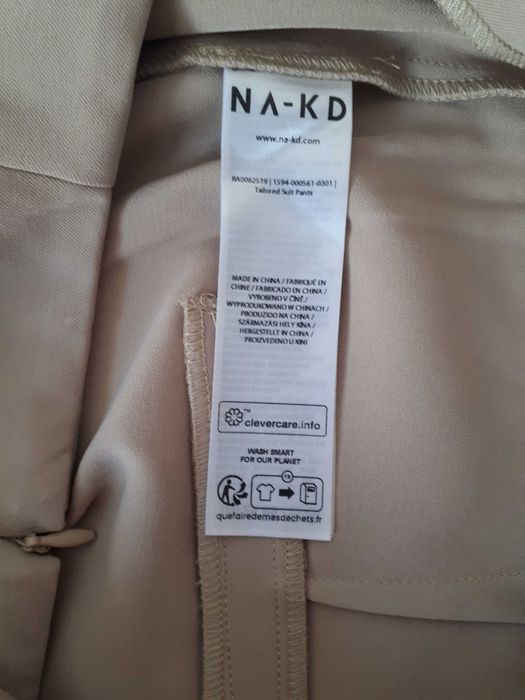 NA-KD
www.na-kd.com
BA0062519 | 1594-000561-0301 |
Tailored Suit Pants
MADE IN CHINA / FABRIQUÉ EN
CHINE / FABRICADO EN CHINA /
VYROBENO V ČÍNĚ /
WYPRODUKOWANO W CHINACH /
PRODUZIDO NA CHINA /
SZÁRMAZÁSI HELY KÍNA /
HERGESTELLT IN CHINA /
PROIZVEDENO U KINI
™
clevercare.info
WASH SMART
FOR OUR PLANET
FR
quefairedemesdechets.fr